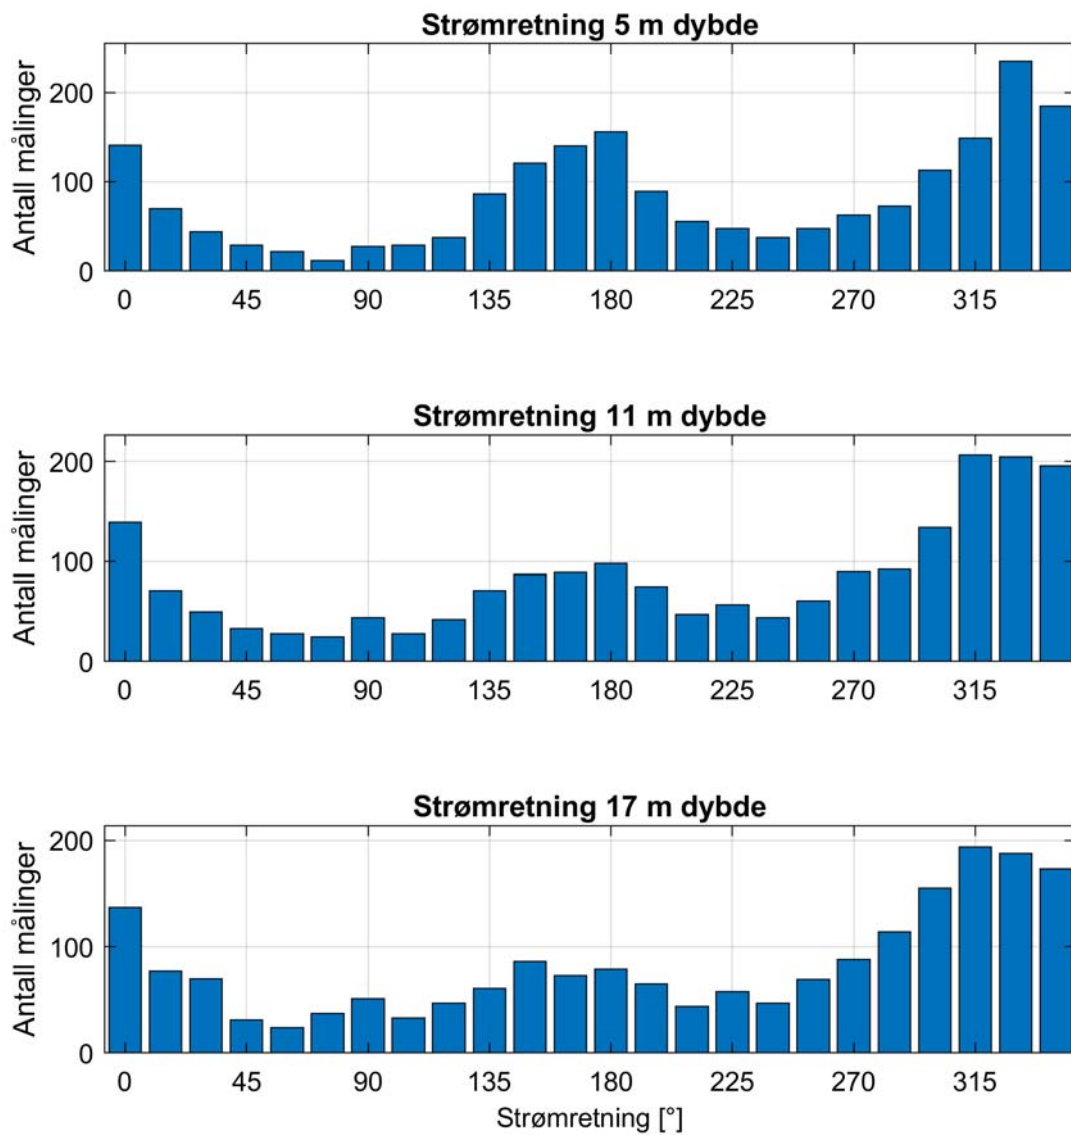 Strømretning 5 m dybde
Antall målinger
200
100
0
0 45 90 135 180 225 270 315
Strømretning 11 m dybde
Antall målinger
200
100
0
0 45 90 135 180 225 270 315
Strømretning 17 m dybde
Antall målinger
200
100
0
0 45 90 135 180 225 270 315
Strømretning [°]